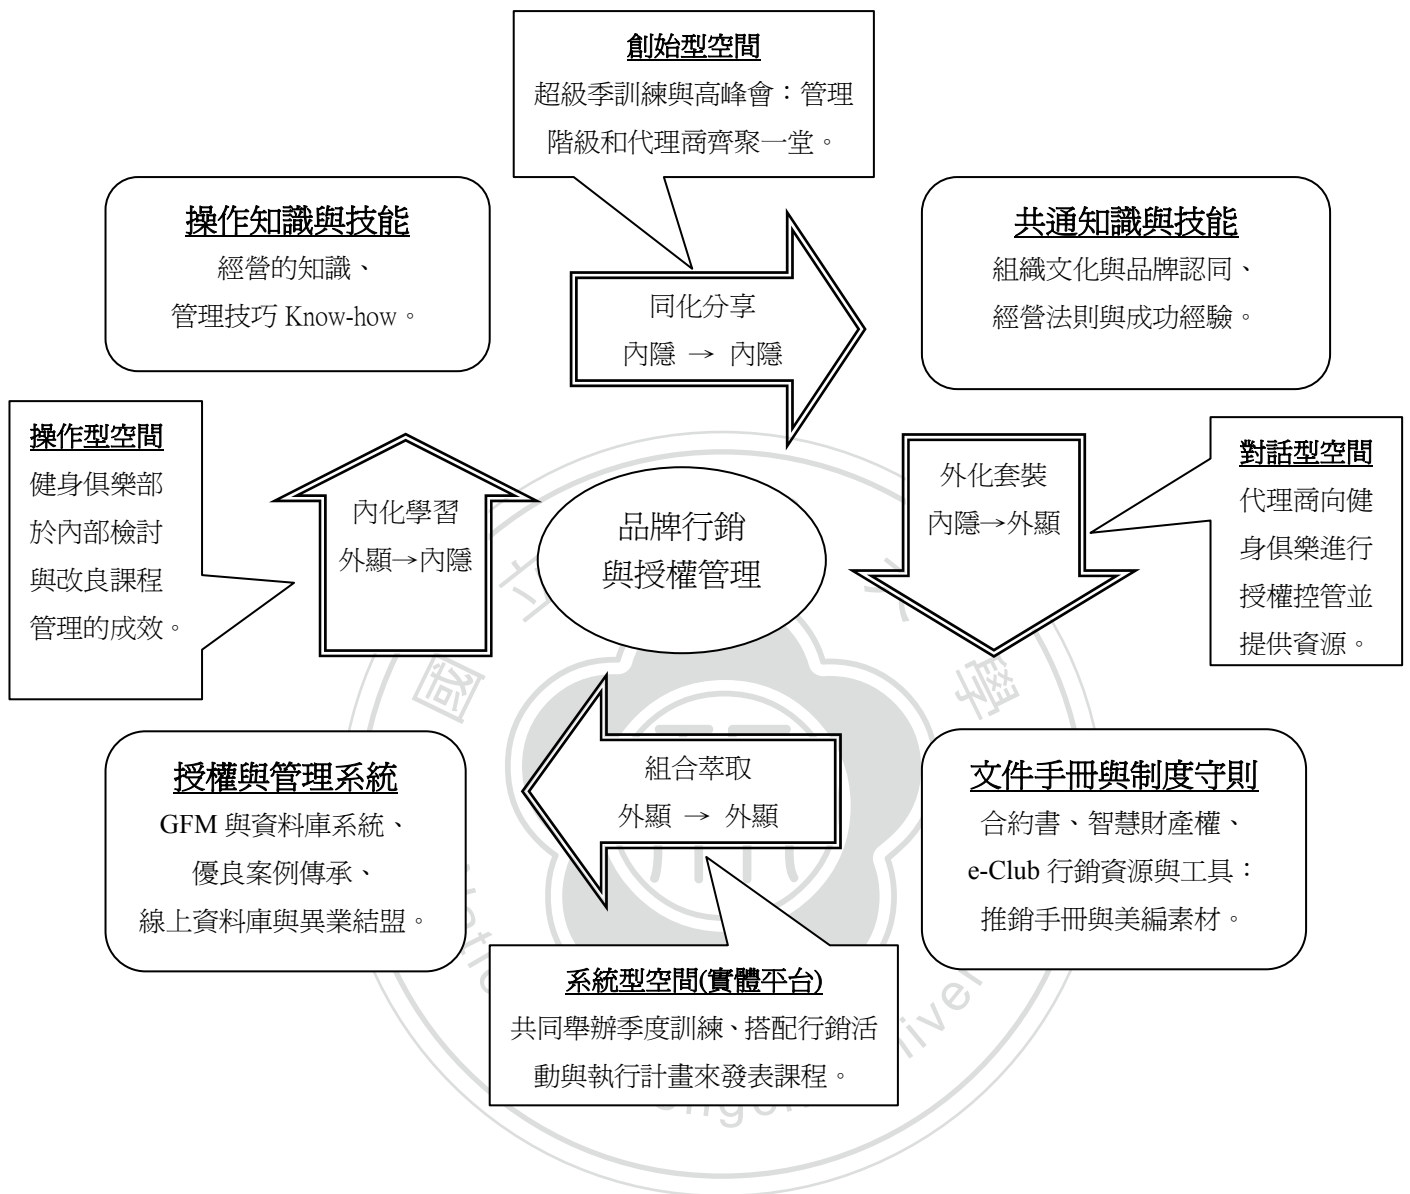 創始型空間
超級季訓練與高峰會：管理
階級和代理商齊聚一堂。
操作知識與技能
經營的知識、
管理技巧 Know-how。
同化分享
內隱 → 內隱
共通知識與技能
組織文化與品牌認同、
經營法則與成功經驗。
操作型空間
健身俱樂部
於內部檢討
與改良課程
管理的成效。
內化學習
外顯→內隱
品牌行銷
與授權管理
外化套裝
內隱→外顯
對話型空間
代理商向健
身俱樂進行
授權控管並
提供資源。
授權與管理系統
GFM 與資料庫系統、
優良案例傳承、
線上資料庫與異業結盟。
組合萃取
外顯 → 外顯
文件手冊與制度守則
合約書、智慧財產權、
e-Club 行銷資源與工具：
推銷手冊與美編素材。
系統型空間(實體平台)
共同舉辦季度訓練、搭配行銷活
動與執行計畫來發表課程。
國立 大學